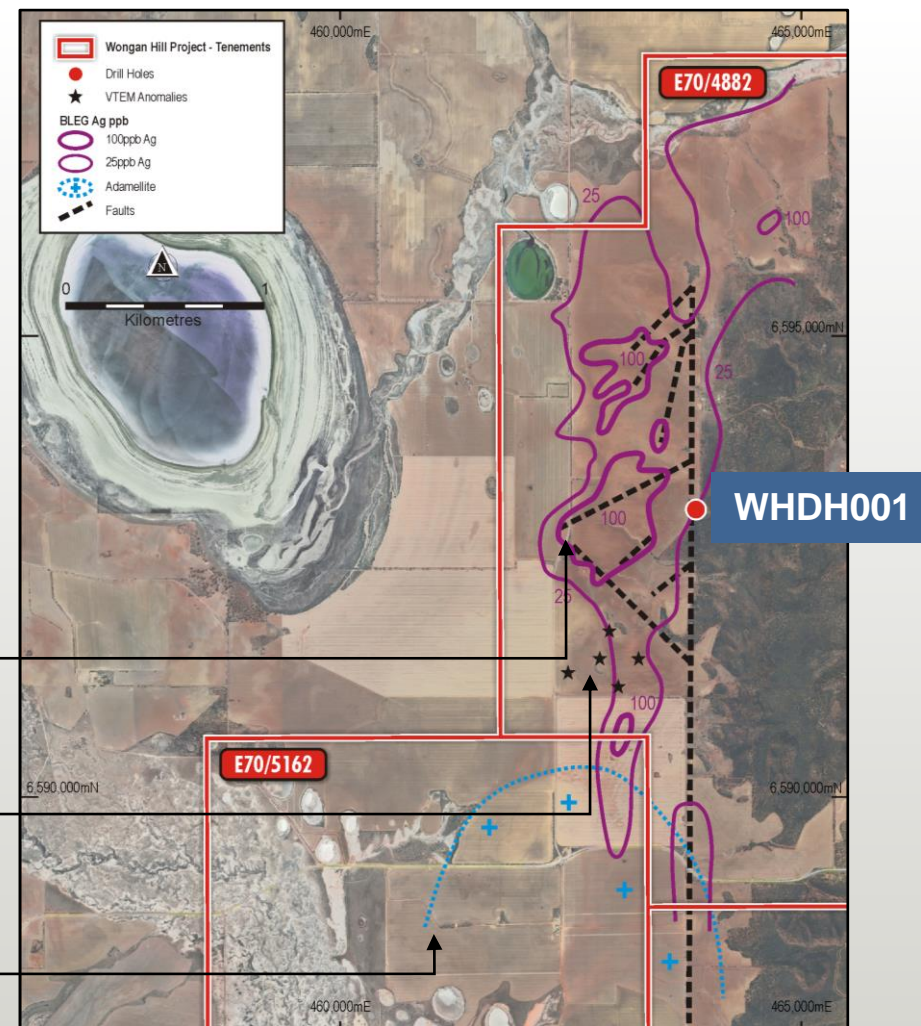 Wongan Hill Project - Tenements
Drill Holes
VTEM Anomalies
BLEG Ag ppb
100ppb Ag
25ppb Ag
Adamellite
Faults
460,000mE
465,000mE
E70/4882
25
100
N
0
1
Kilometres
6,595,000mN
100
25
WHDH001
100
25
100
E70/5162
6,590,000mN
6,590,000mN
460,000mE
465,000mE